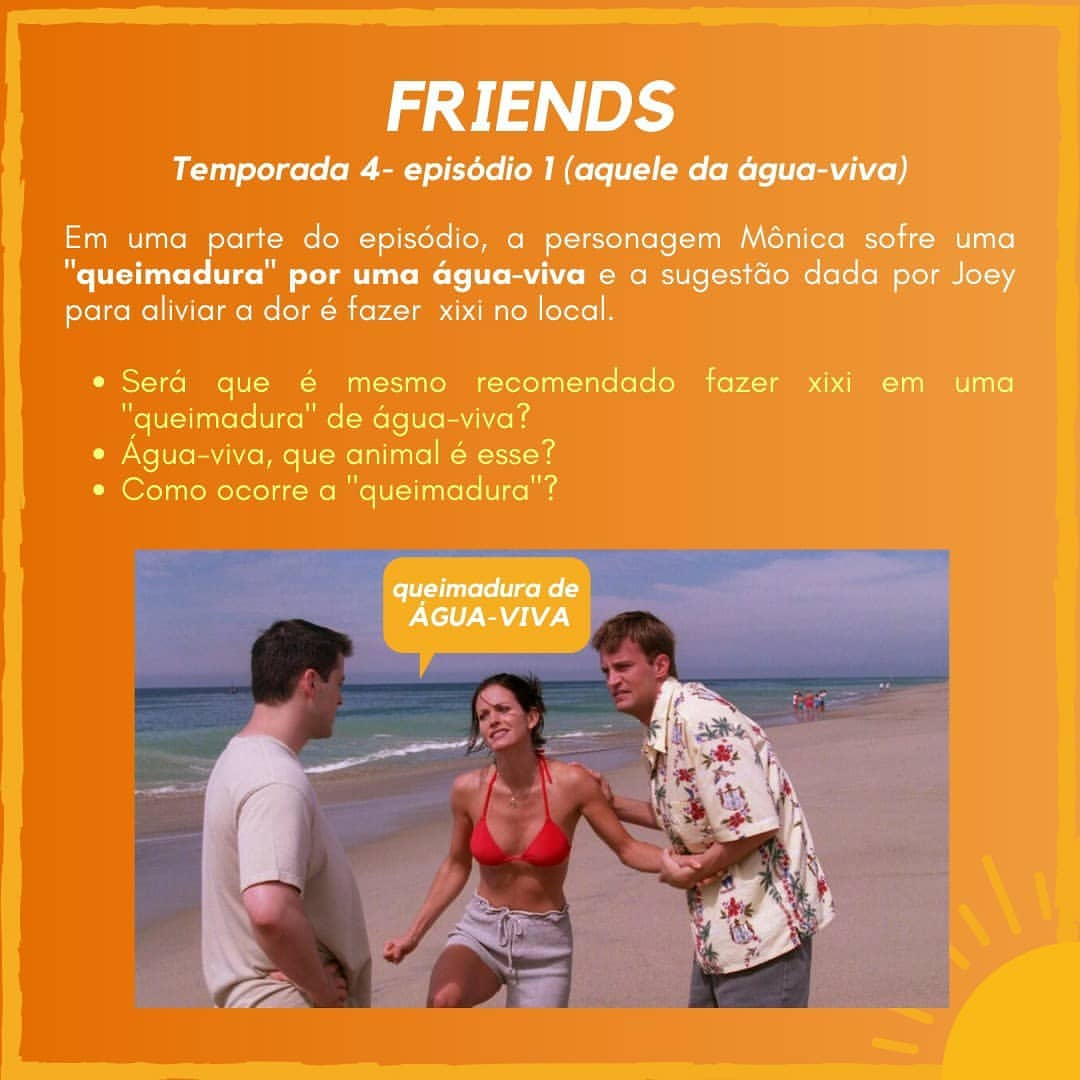 FRIENDS
Temporada 4- episódio 1 (aquele da água-viva)
Em uma parte do episódio, a personagem Mônica sofre uma
"queimadura" por uma água-viva e a sugestão dada por Joey
para aliviar a dor é fazer xixi no local.
• Será que é mesmo recomendado fazer xixi em uma
"queimadura" de água-viva?
• Água-viva, que animal é esse?
• Como ocorre a "queimadura"?
queimadura de
ÁGUA-VIVA